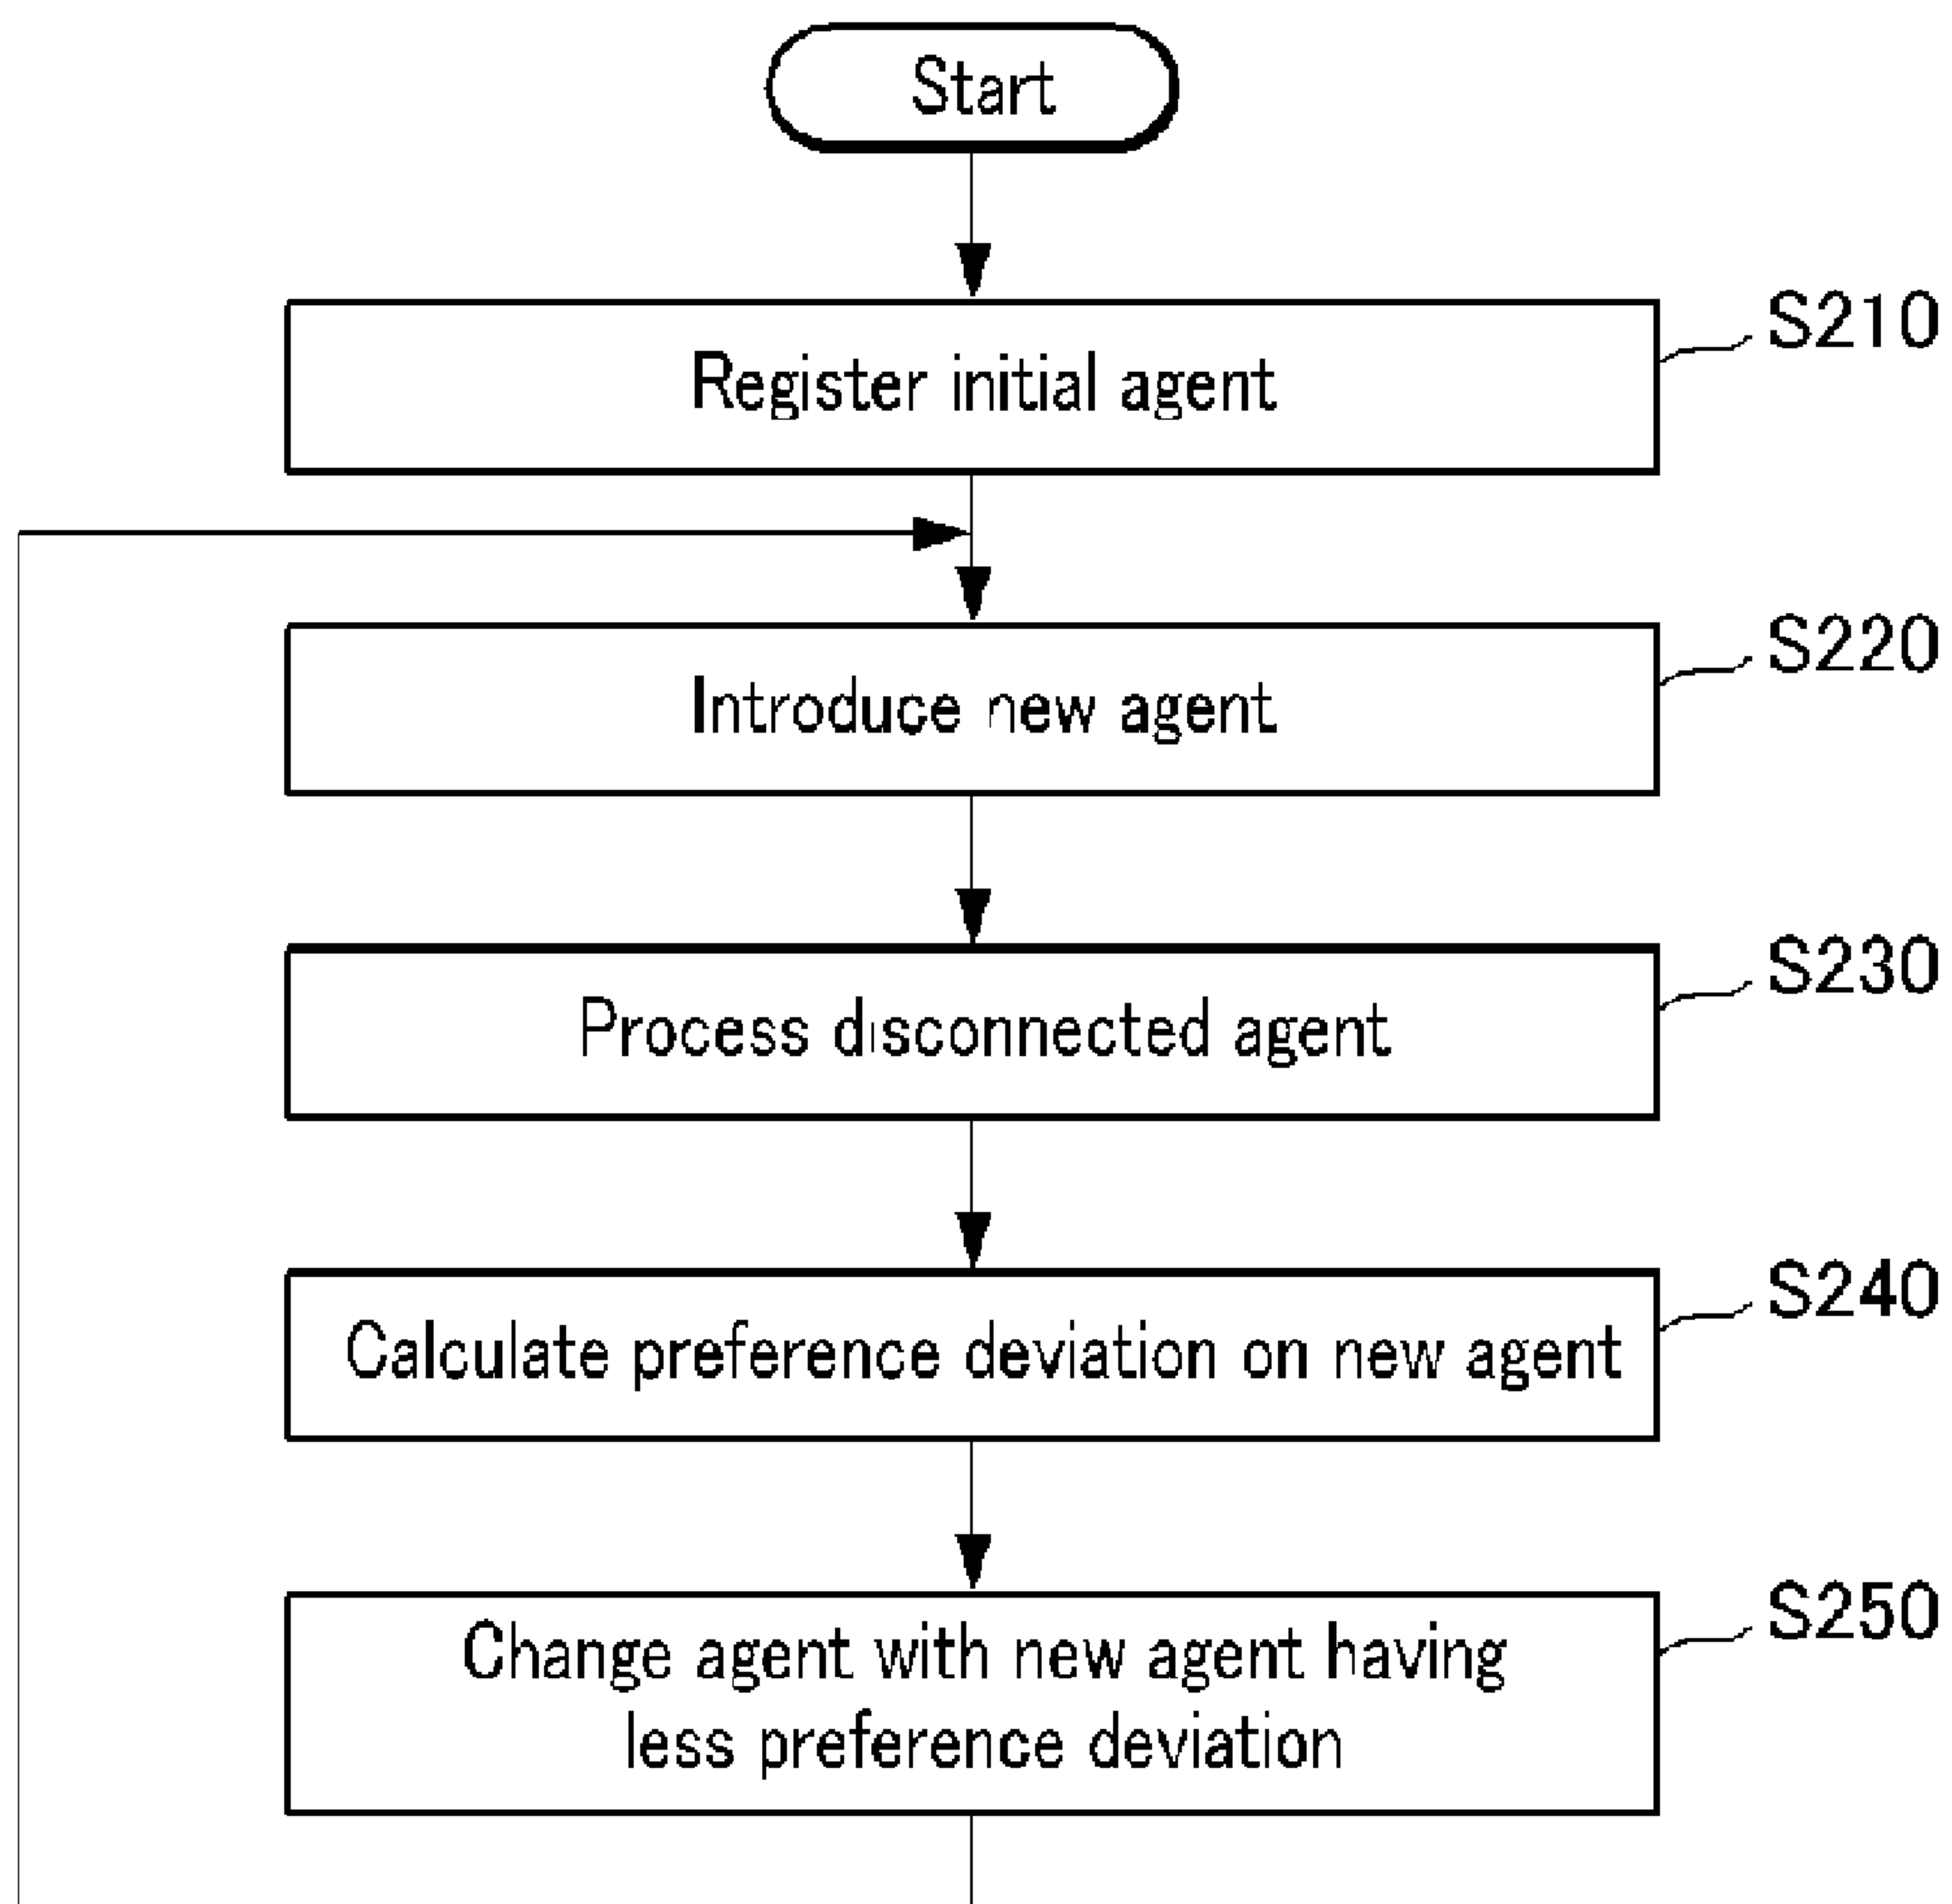 Start
S210
Register initial agent
S220
Introduce new agent
S230
Process disconnected agent
S240
Calculate preference deviation on new agent
S250
Change agent with new agent having
less preference deviation